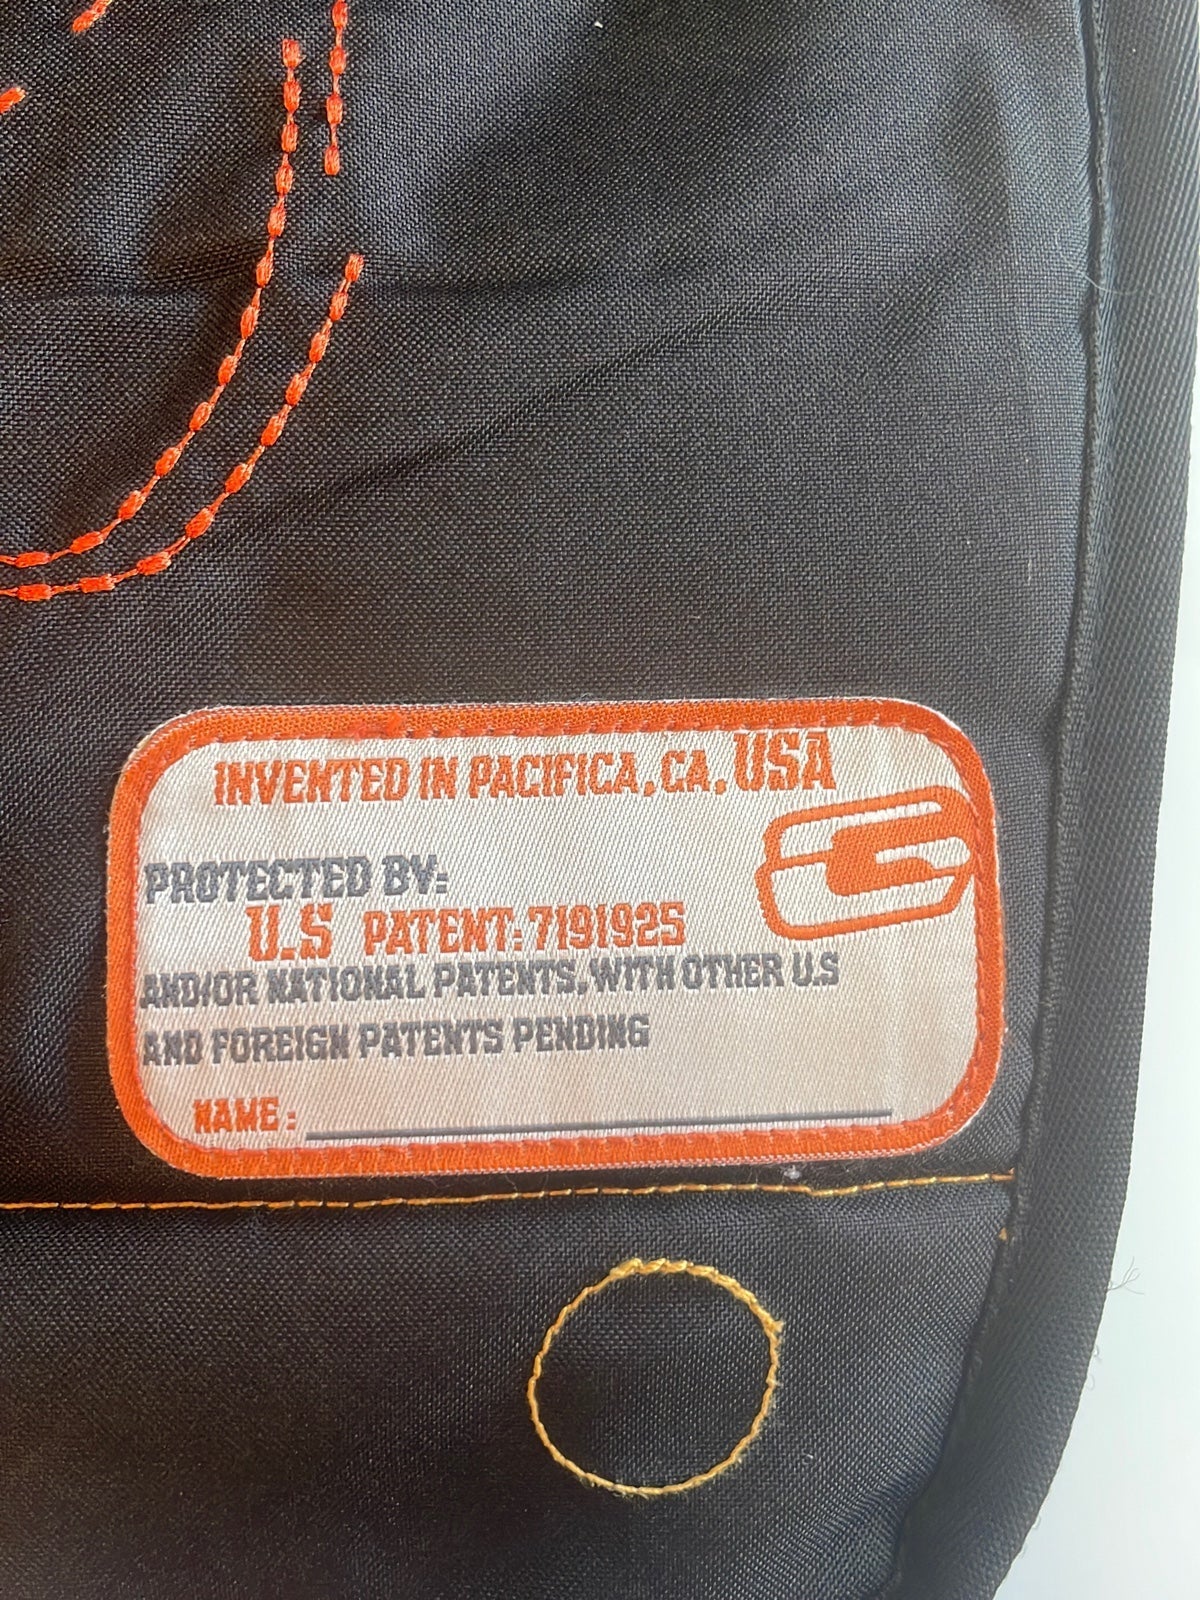 INVENTED IN PACIFICA, CA, USA
PROTECTED BY:
U.S PATENT: 7191925
AND/OR NATIONAL PATENTS, WITH OTHER U.S
AND FOREIGN PATENTS PENDING
NAME: